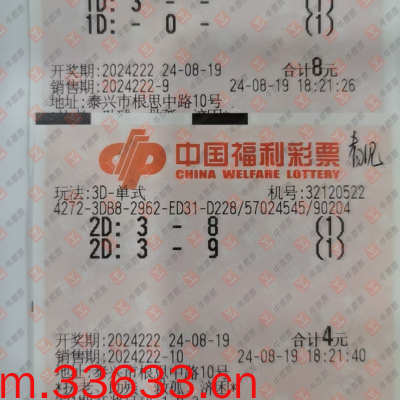 1D: 3 - - (1)
1D: - 0 - (1)
开奖期:2024222 24-08-19 合计8元
销售期:2024222-9 24-08-19 18:21:26
地址:泰兴市根思中路10号
中国福利彩票
CHINA WELFARE LOTTERY
玩法:3D-单式 机号:32120522
4272-3DB8-2962-ED31-D228/57024545/90204
2D: 3 - 8 (1)
2D: 3 - 9 (1)
开奖期:2024222 24-08-19 合计4元
销售期:2024222-10 24-08-19 18:21:40
m.33633.cn